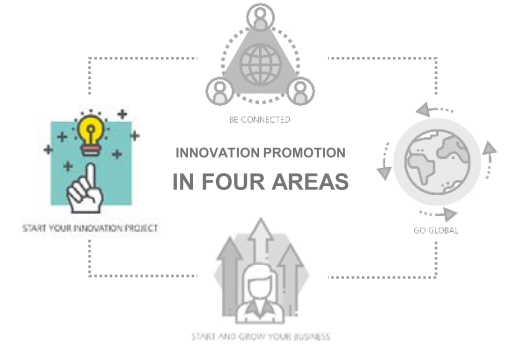 BE CONNECTED
INNOVATION PROMOTION
IN FOUR AREAS
START YOUR INNOVATION PROJECT
GO GLOBAL
START AND GROW YOUR BUSINESS